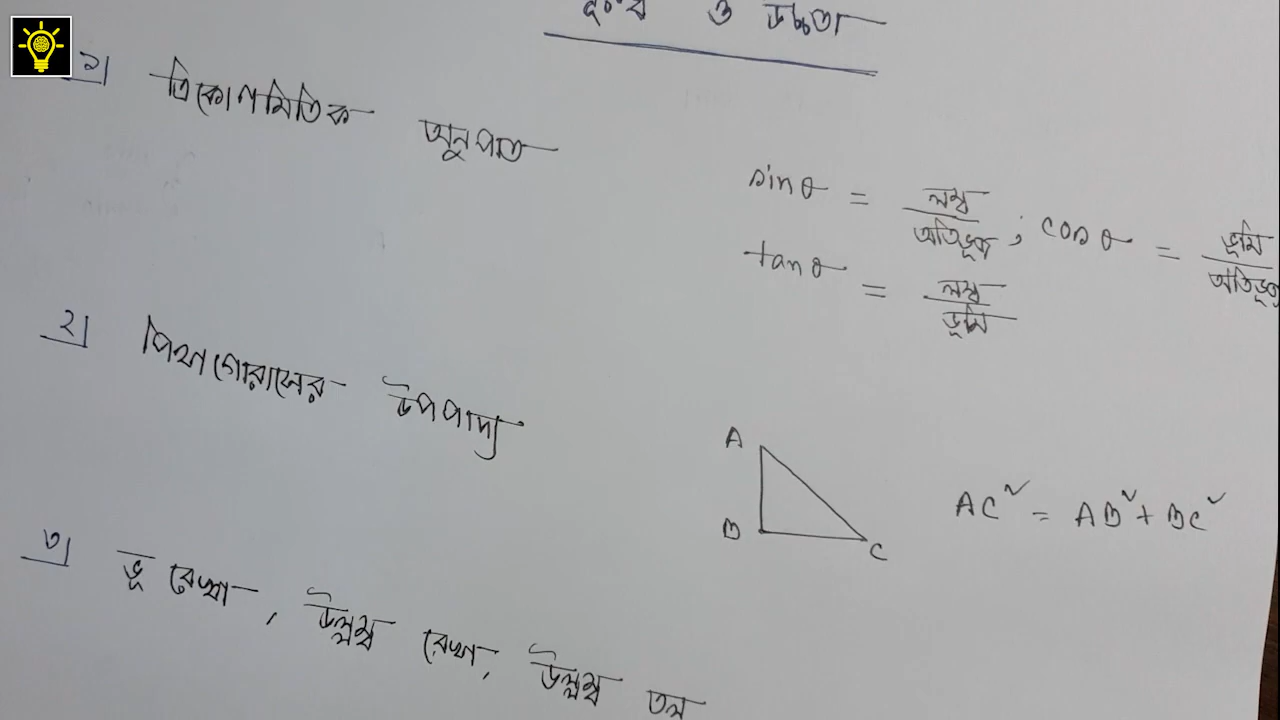 দূরত্ব ও উচ্চতা
১। ত্রিকোণমিতিক অনুপাত
sinθ = লম্ব/অতিভূজ ; cosθ = ভূমি/অতিভূজ
tanθ = লম্ব/ভূমি
২। পিথাগোরাসের উপপাদ্য
A
B
C
AC² = AB² + BC²
৩। ভূ রেখা, উল্লম্ব রেখা, উল্লম্ব তল